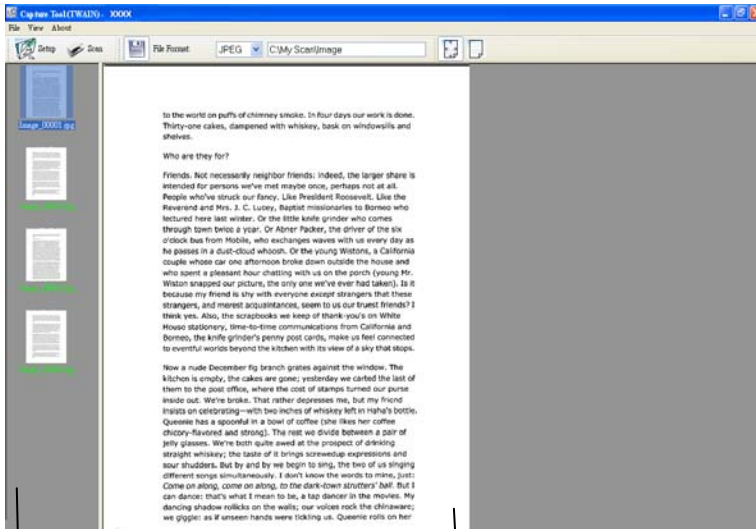 Capture Tool(TWAIN) - XXXX
File View About
Setup Scan File Format JPEG C:\My Scan\Image
Image_00001.jpg
to the world on puffs of chimney smoke. In four days our work is done.
Thirty-one cakes, dampened with whiskey, bask on windowsills and
shelves.
Who are they for?
Friends. Not necessarily neighbor friends: indeed, the larger share is
intended for persons we've met maybe once, perhaps not at all.
People who've struck our fancy. Like President Roosevelt. Like the
Reverend and Mrs. J. C. Lucey, Baptist missionaries to Borneo who
lectured here last winter. Or the little knife grinder who comes
through town twice a year. Or Abner Packer, the driver of the six
o'clock bus from Mobile, who exchanges waves with us every day as
he passes in a dust-cloud whoosh. Or the young Wistons, a California
couple whose car one afternoon broke down outside the house and
who spent a pleasant hour chatting with us on the porch (young Mr.
Wiston snapped our picture, the only one we've ever had taken). Is it
because my friend is shy with everyone except strangers that these
strangers, and merest acquaintances, seem to us our truest friends? I
think yes. Also, the scrapbooks we keep of thank-you's on White
House stationery, time-to-time communications from California and
Borneo, the knife grinder's penny post cards, make us feel connected
to eventful worlds beyond the kitchen with its view of a sky that stops.
Now a nude December fig branch grates against the window. The
kitchen is empty, the cakes are gone; yesterday we carted the last of
them to the post office, where the cost of stamps turned our purse
inside out. We're broke. That rather depresses me, but my friend
insists on celebrating—with two inches of whiskey left in Haha's bottle.
Queenie has a spoonful in a bowl of coffee (she likes her coffee
chicory-flavored and strong). The rest we divide between a pair of
jelly glasses. We're both quite awed at the prospect of drinking
straight whiskey; the taste of it brings screwedup expressions and
sour shudders. But by and by we begin to sing, the two of us singing
different songs simultaneously. I don't know the words to mine, just:
Come on along, come on along, to the dark-town strutters' ball. But I
can dance: that's what I mean to be, a tap dancer in the movies. My
dancing shadow rollicks on the walls; our voices rock the chinaware;
we giggle: as if unseen hands were tickling us. Queenie rolls on her